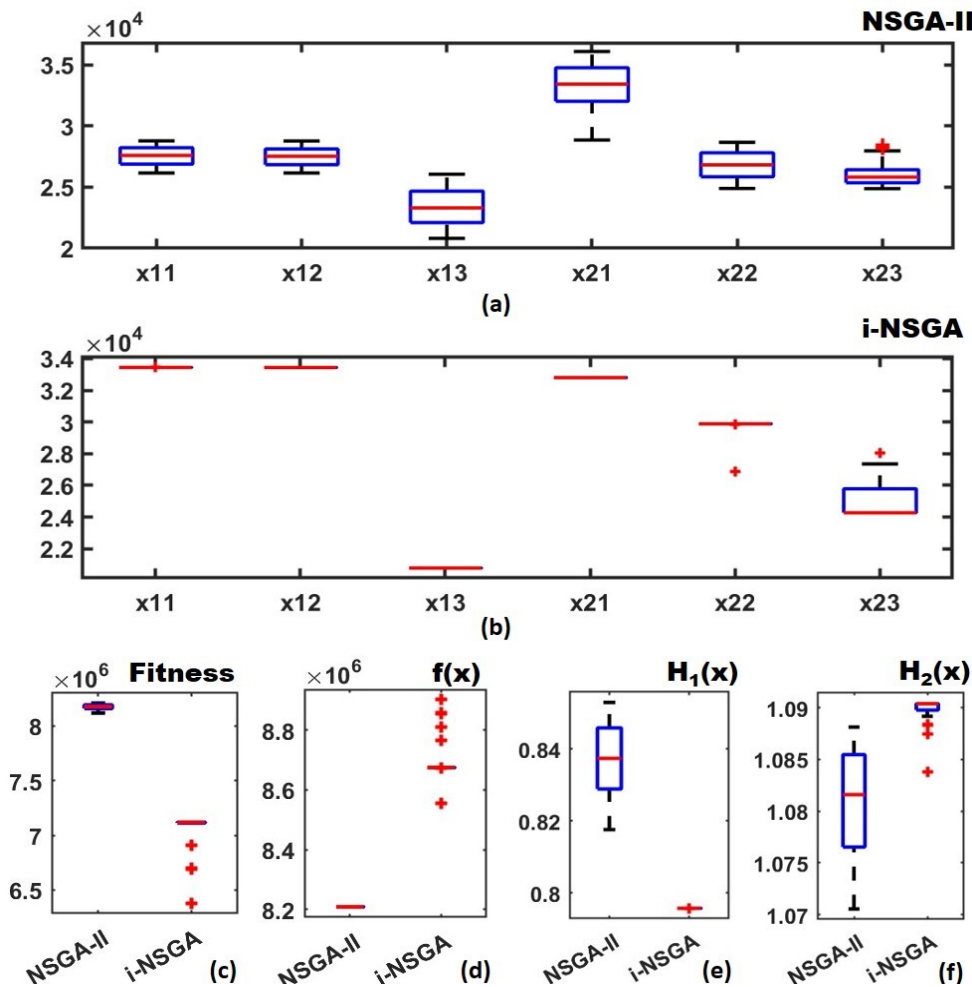 NSGA-II
×10⁴
3.5
3
2.5
2
x11 x12 x13 x21 x22 x23
(a)
i-NSGA
×10⁴
3.4
3.2
3
2.8
2.6
2.4
2.2
x11 x12 x13 x21 x22 x23
(b)
×10⁶ Fitness
8
7.5
7
6.5
NSGA-II i-NSGA
(c)
×10⁶ f(x)
8.8
8.6
8.4
8.2
NSGA-II i-NSGA
(d)
H₁(x)
0.84
0.82
0.8
NSGA-II i-NSGA
(e)
H₂(x)
1.09
1.085
1.08
1.075
1.07
NSGA-II i-NSGA
(f)